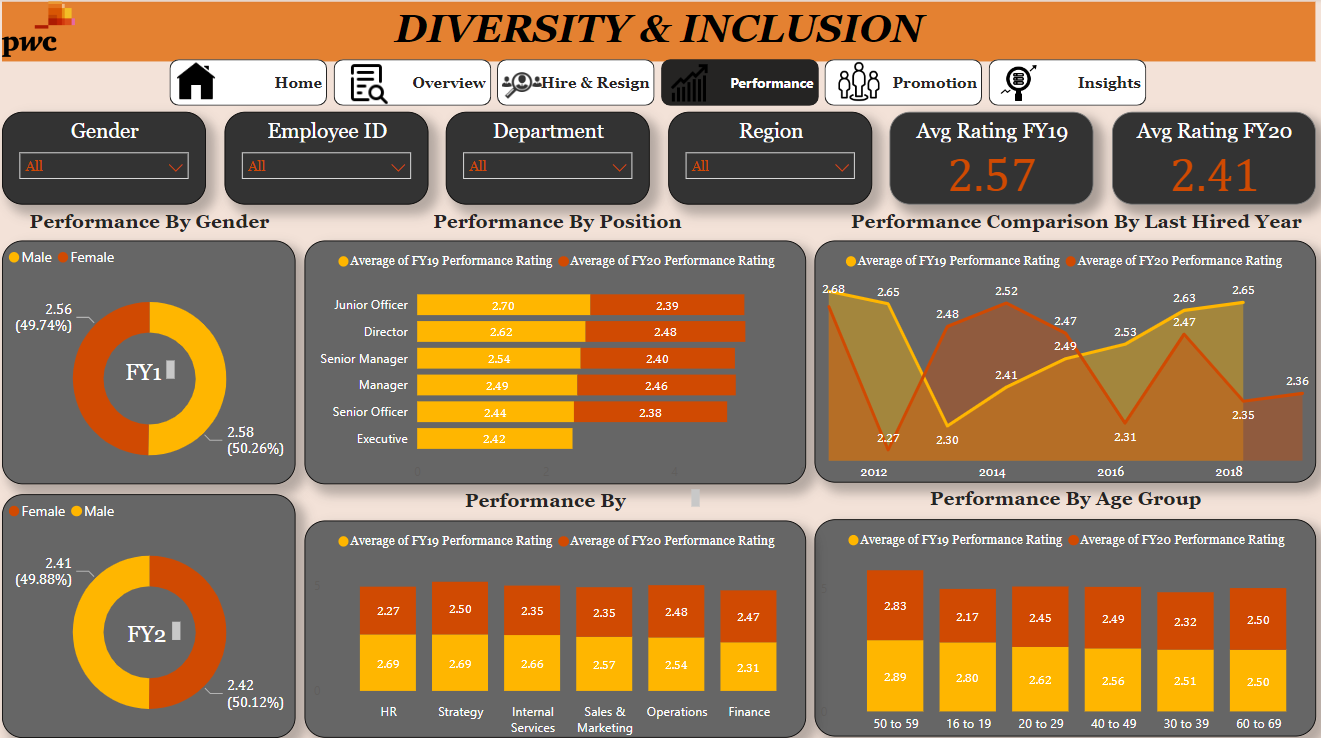 pwc
DIVERSITY & INCLUSION
Home
Overview
Hire & Resign
Performance
Promotion
Insights
Gender
All
Employee ID
All
Department
All
Region
All
Avg Rating FY19
2.57
Avg Rating FY20
2.41
Performance By Gender
Performance By Position
Performance Comparison By Last Hired Year
Male Female
2.56
(49.74%)
FY1
2.58
(50.26%)
Average of FY19 Performance Rating Average of FY20 Performance Rating
Junior Officer 2.70 2.39
Director 2.62 2.48
Senior Manager 2.54 2.40
Manager 2.49 2.46
Senior Officer 2.44 2.38
Executive 2.42
0 2 4
Average of FY19 Performance Rating Average of FY20 Performance Rating
2.68 2.65 2.30 2.41 2.49 2.53 2.63 2.65
2.27 2.48 2.52 2.47 2.31 2.47 2.35 2.36
2012 2014 2016 2018
Female Male
2.41
(49.88%)
FY2
2.42
(50.12%)
Performance By
Average of FY19 Performance Rating Average of FY20 Performance Rating
5
2.27 2.50 2.35 2.35 2.48 2.47
2.69 2.69 2.66 2.57 2.54 2.31
0
HR Strategy Internal Sales & Operations Finance
Services Marketing
Performance By Age Group
Average of FY19 Performance Rating Average of FY20 Performance Rating
2.83 2.17 2.45 2.49 2.32 2.50
2.89 2.80 2.62 2.56 2.51 2.50
50 to 59 16 to 19 20 to 29 40 to 49 30 to 39 60 to 69